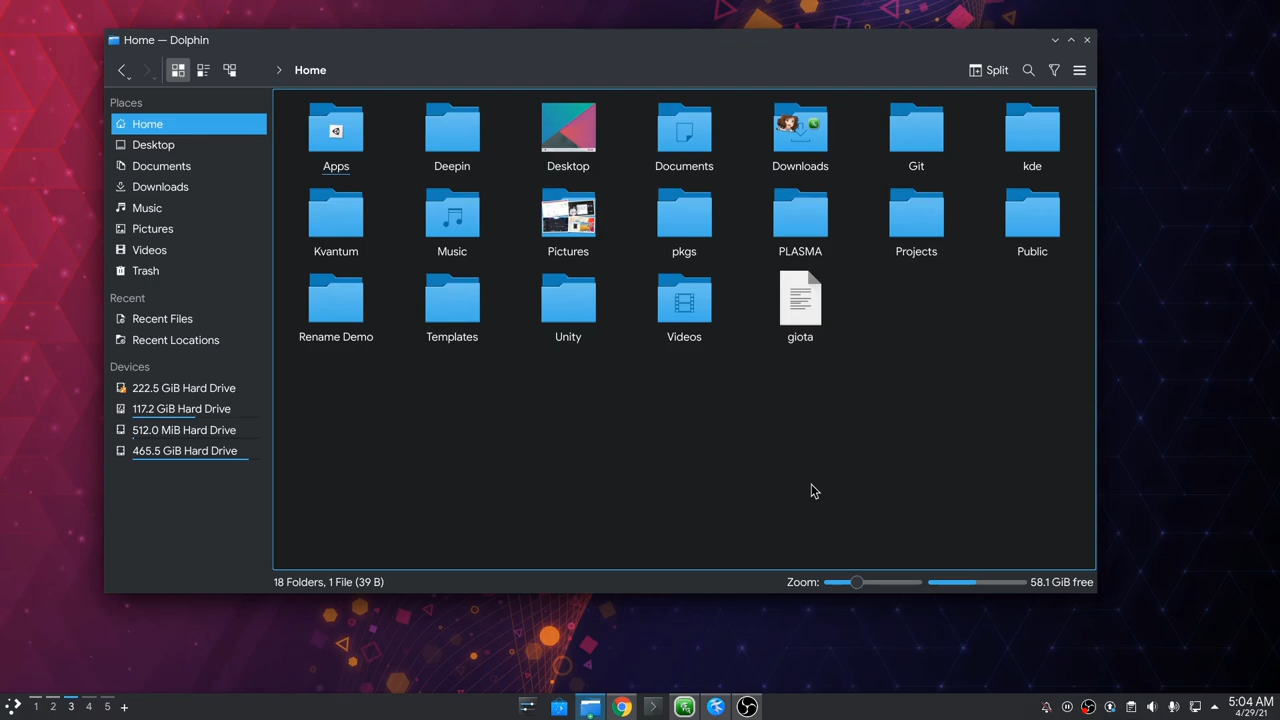 Home — Dolphin
Home
Split
Places
Home
Desktop
Documents
Downloads
Music
Pictures
Videos
Trash
Recent
Recent Files
Recent Locations
Devices
222.5 GiB Hard Drive
117.2 GiB Hard Drive
512.0 MiB Hard Drive
465.5 GiB Hard Drive
Apps Deepin Desktop Documents Downloads Git kde
Kvantum Music Pictures pkgs PLASMA Projects Public
Rename Demo Templates Unity Videos giota
18 Folders, 1 File (39 B)
Zoom:
58.1 GiB free
1 2 3 4 5 +
5:04 AM
4/29/21